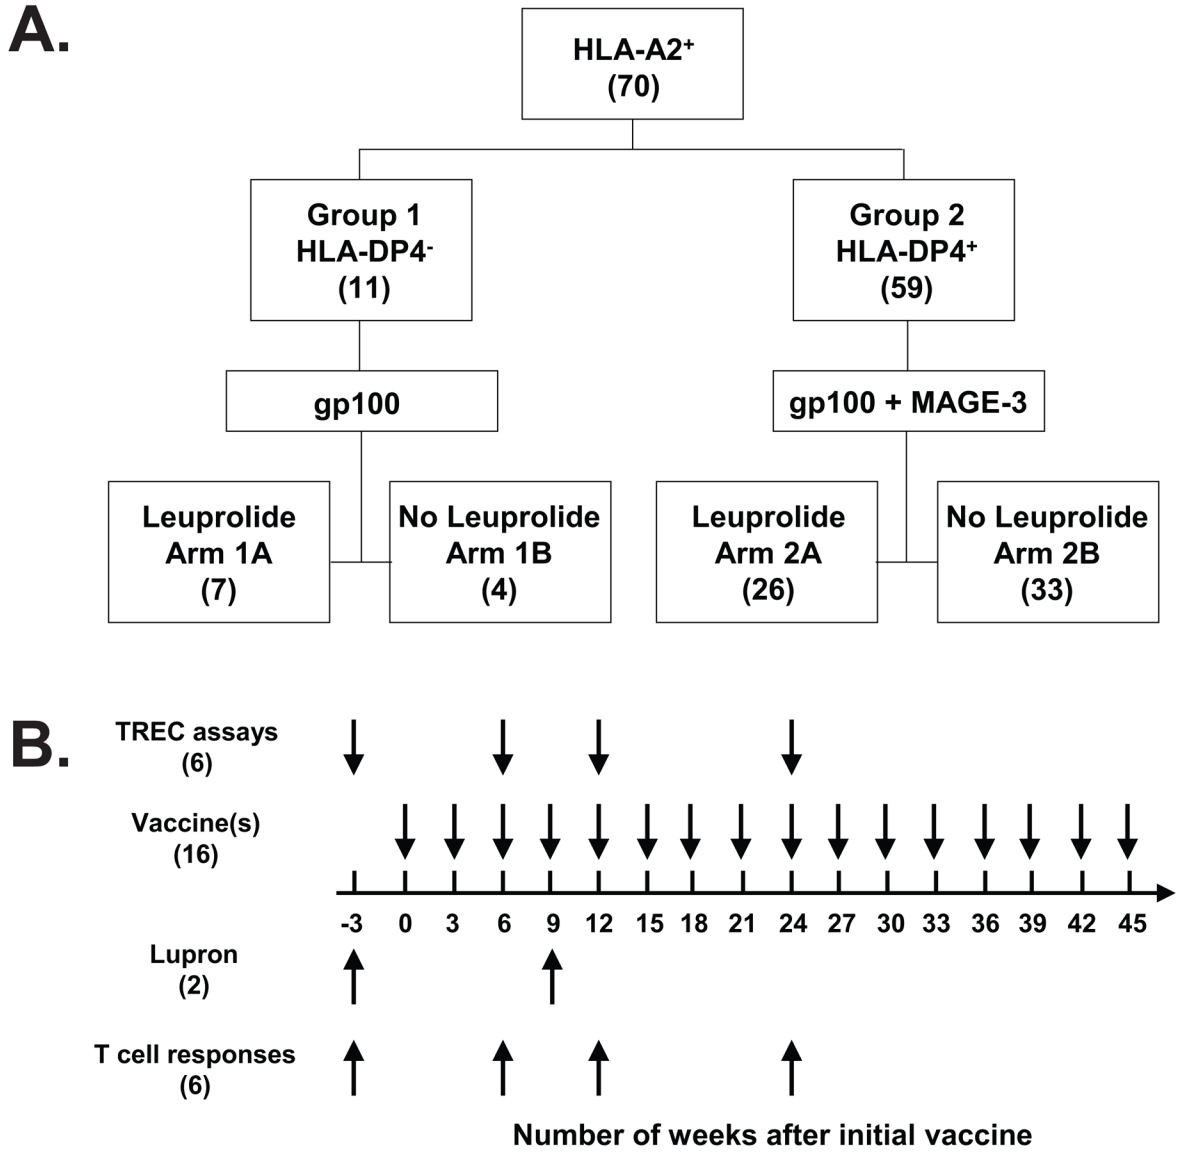 A.
HLA-A2⁺
(70)
Group 1
HLA-DP4⁻
(11)
Group 2
HLA-DP4⁺
(59)
gp100
gp100 + MAGE-3
Leuprolide
Arm 1A
(7)
No Leuprolide
Arm 1B
(4)
Leuprolide
Arm 2A
(26)
No Leuprolide
Arm 2B
(33)
B.
TREC assays
(6)
Vaccine(s)
(16)
-3 0 3 6 9 12 15 18 21 24 27 30 33 36 39 42 45
Lupron
(2)
T cell responses
(6)
Number of weeks after initial vaccine